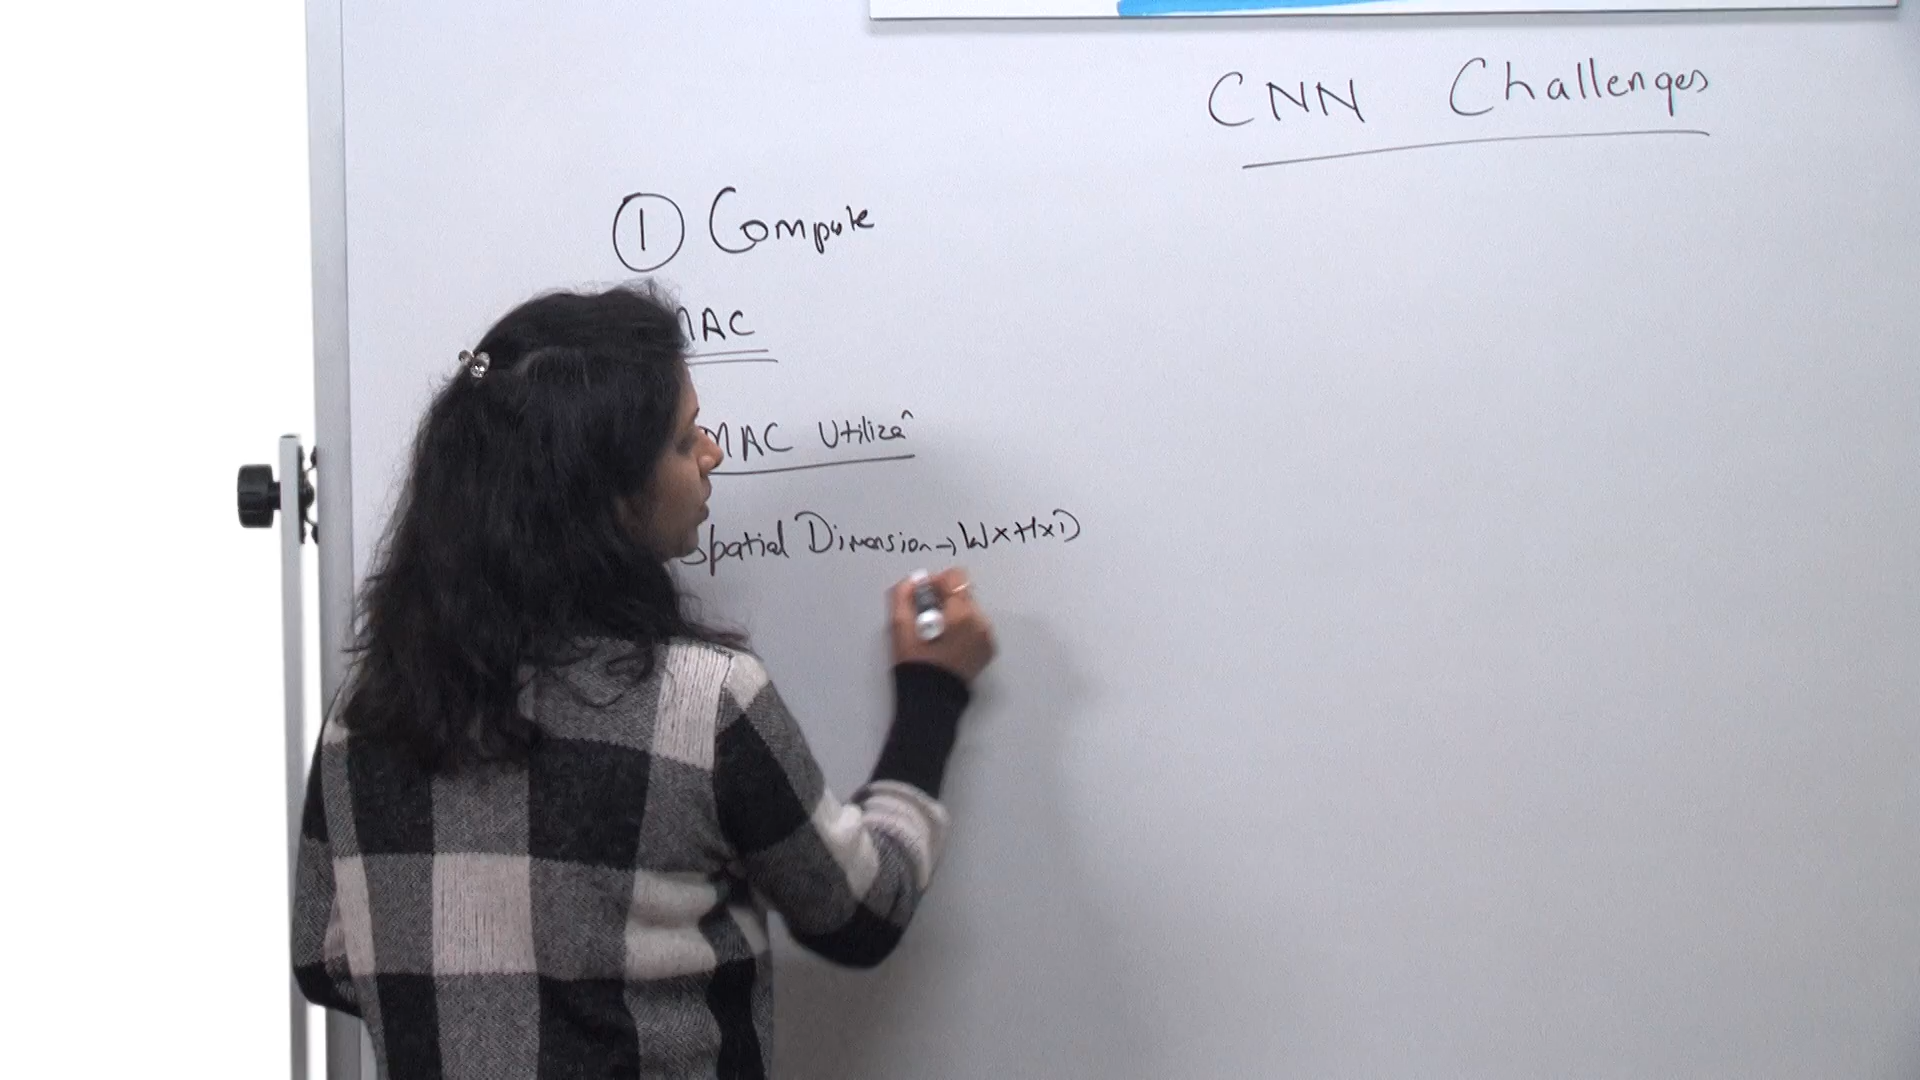 CNN Challenges
① Compute
MAC
MAC Utiliza^
Spatial Dimension → W×H×D